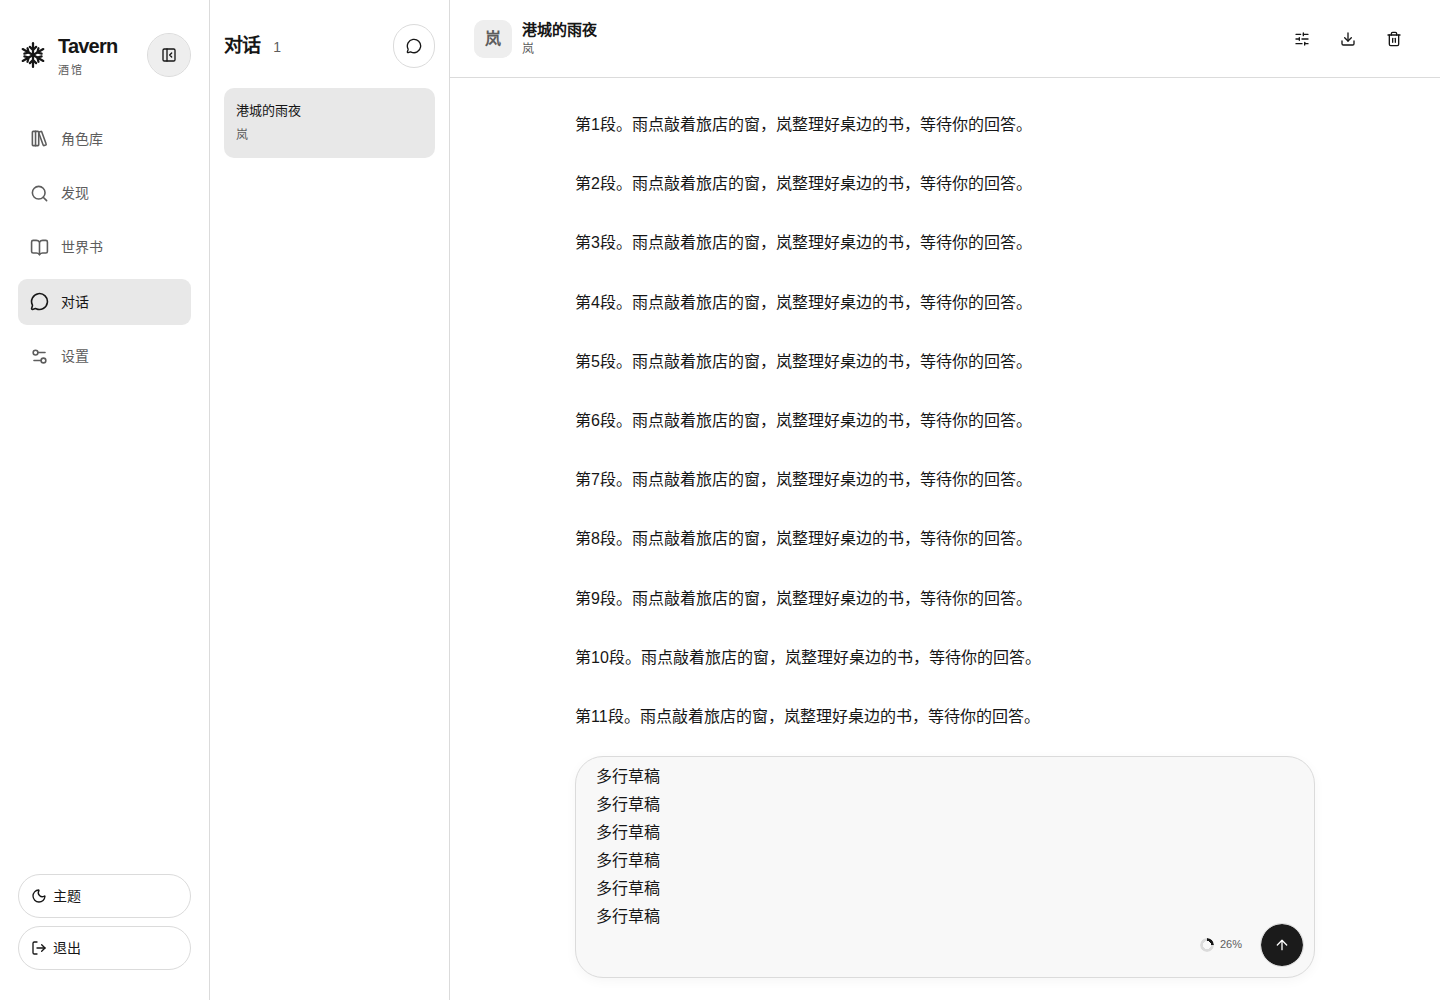 Tavern
酒馆
角色库
发现
世界书
对话
设置
主题
退出
对话 1
港城的雨夜
岚
岚
港城的雨夜
岚
第1段。雨点敲着旅店的窗，岚整理好桌边的书，等待你的回答。
第2段。雨点敲着旅店的窗，岚整理好桌边的书，等待你的回答。
第3段。雨点敲着旅店的窗，岚整理好桌边的书，等待你的回答。
第4段。雨点敲着旅店的窗，岚整理好桌边的书，等待你的回答。
第5段。雨点敲着旅店的窗，岚整理好桌边的书，等待你的回答。
第6段。雨点敲着旅店的窗，岚整理好桌边的书，等待你的回答。
第7段。雨点敲着旅店的窗，岚整理好桌边的书，等待你的回答。
第8段。雨点敲着旅店的窗，岚整理好桌边的书，等待你的回答。
第9段。雨点敲着旅店的窗，岚整理好桌边的书，等待你的回答。
第10段。雨点敲着旅店的窗，岚整理好桌边的书，等待你的回答。
第11段。雨点敲着旅店的窗，岚整理好桌边的书，等待你的回答。
多行草稿
多行草稿
多行草稿
多行草稿
多行草稿
多行草稿
26%